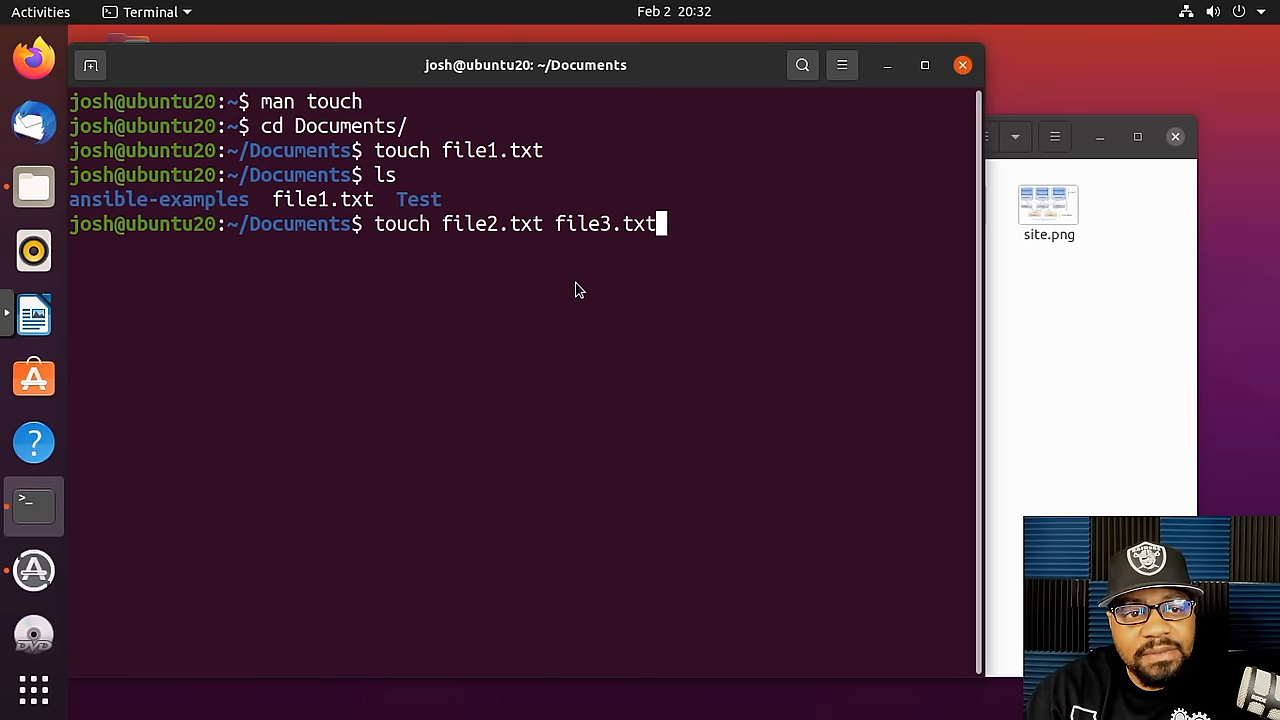 Activities
Terminal
Feb 2 20:32
josh@ubuntu20: ~/Documents
josh@ubuntu20:~$ man touch
josh@ubuntu20:~$ cd Documents/
josh@ubuntu20:~/Documents$ touch file1.txt
josh@ubuntu20:~/Documents$ ls
ansible-examples file1.txt Test
josh@ubuntu20:~/Documents$ touch file2.txt file3.txt
site.png
DVD